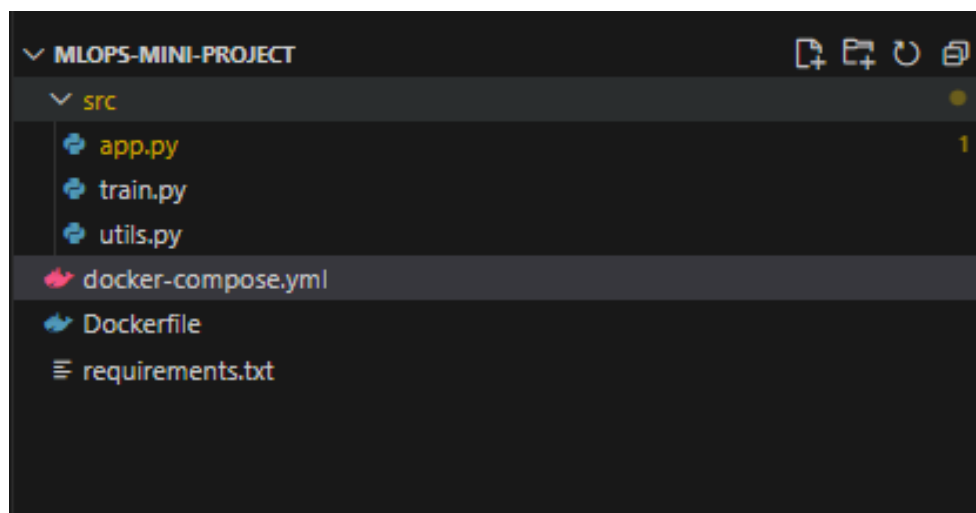 MLOPS-MINI-PROJECT
src
app.py 1
train.py
utils.py
docker-compose.yml
Dockerfile
requirements.txt